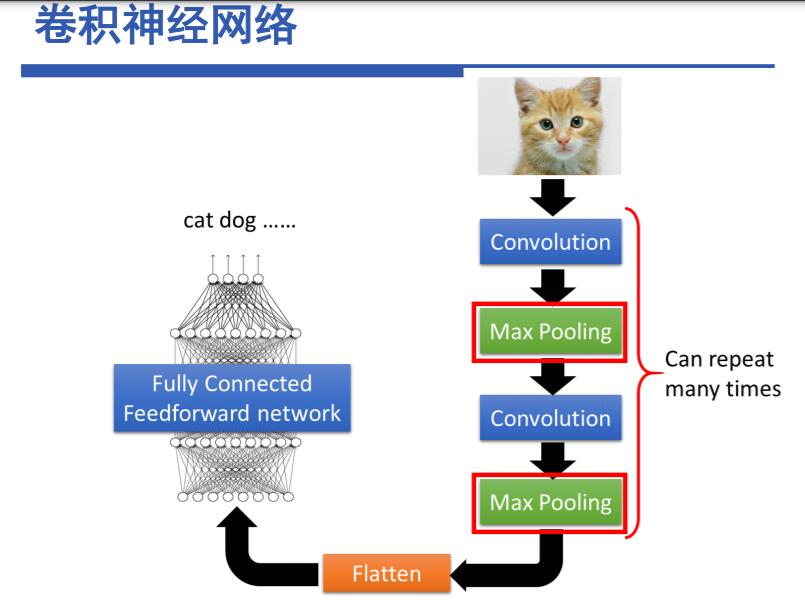 卷积神经网络
cat dog ……
Convolution
Max Pooling
Convolution
Max Pooling
Can repeat
many times
Flatten
Fully Connected
Feedforward network